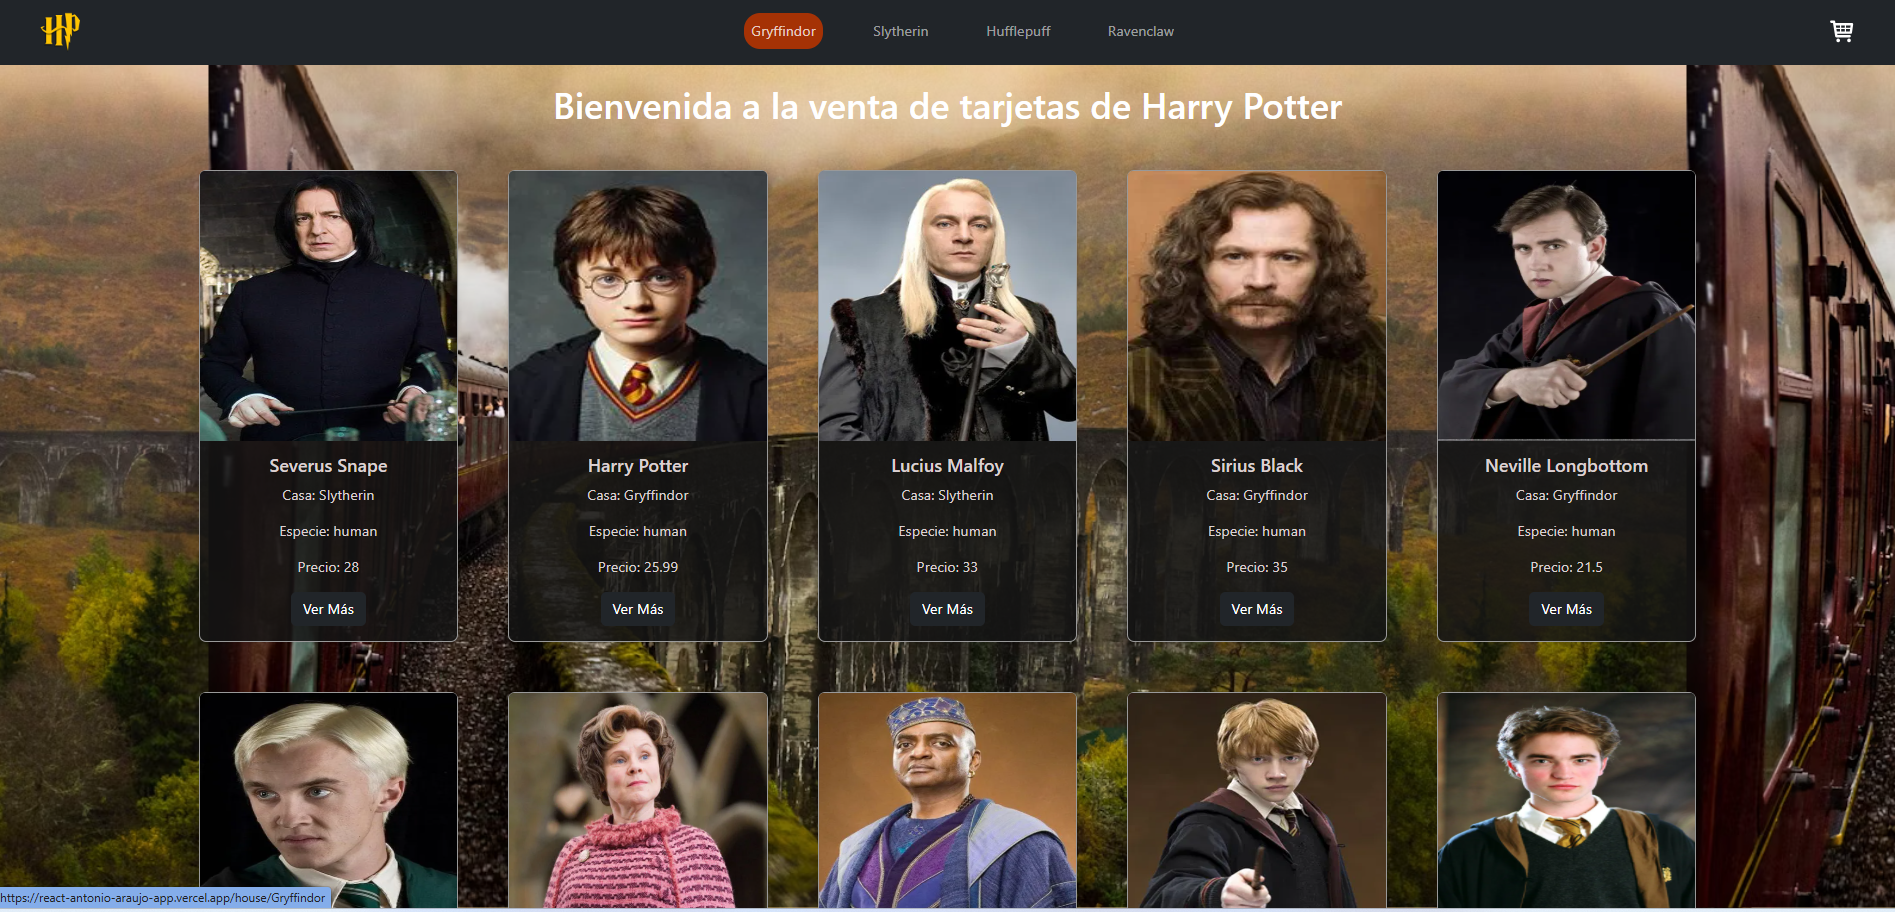 HP
Gryffindor Slytherin Hufflepuff Ravenclaw
Bienvenida a la venta de tarjetas de Harry Potter
Severus Snape
Casa: Slytherin
Especie: human
Precio: 28
Ver Más
Harry Potter
Casa: Gryffindor
Especie: human
Precio: 25.99
Ver Más
Lucius Malfoy
Casa: Slytherin
Especie: human
Precio: 33
Ver Más
Sirius Black
Casa: Gryffindor
Especie: human
Precio: 35
Ver Más
Neville Longbottom
Casa: Gryffindor
Especie: human
Precio: 21.5
Ver Más
https://react-antonio-araujo-app.vercel.app/house/Gryffindor